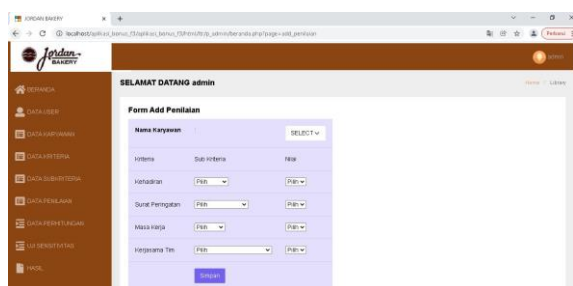 JORDAN BAKERY
localhost/aplikasi_bonus_f3/aplikasi_bonus_f3/html/ltr/p_admin/beranda.php?page=add_penilaian
Jordan
BAKERY
admin
SELAMAT DATANG admin
Home
BERANDA
DATA USER
DATA KARYAWAN
DATA KRITERIA
DATA SUBKRITERIA
DATA PENILAIAN
DATA PERHITUNGAN
UJI SENSITIVITAS
HASIL
Form Add Penilaian
Nama Karyawan : SELECT
Kriteria Sub Kriteria Nilai
Kehadiran Pilih Pilih
Surat Peringatan Pilih Pilih
Masa Kerja Pilih Pilih
Kerjasama Tim Pilih Pilih
Simpan